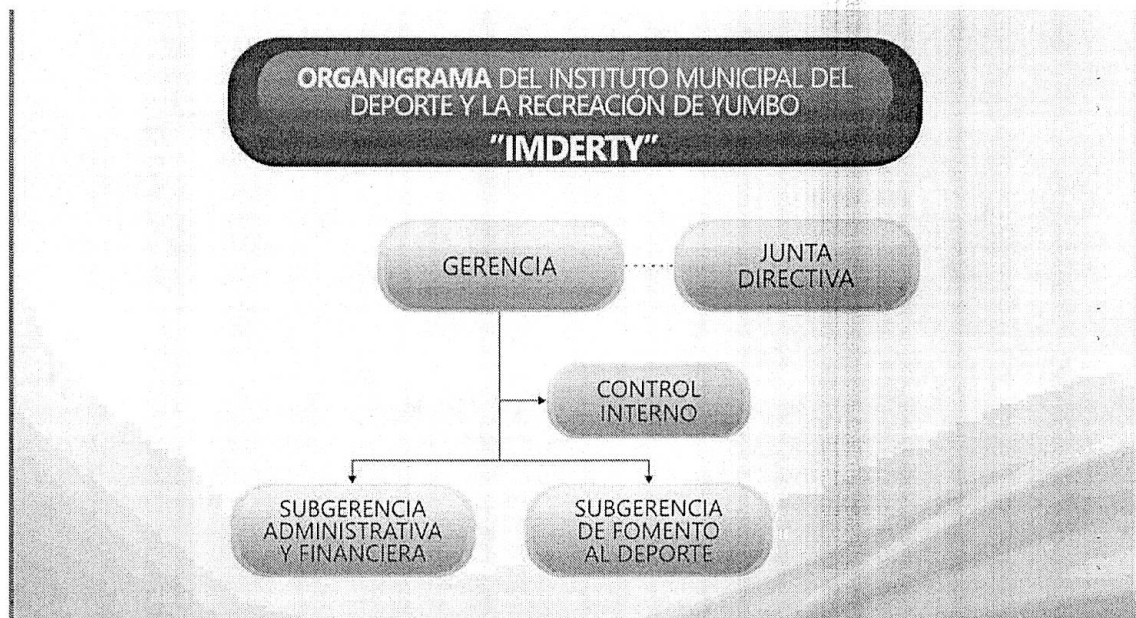 ORGANIGRAMA DEL INSTITUTO MUNICIPAL DEL
DEPORTE Y LA RECREACIÓN DE YUMBO
"IMDERTY"
GERENCIA
JUNTA
DIRECTIVA
CONTROL
INTERNO
SUBGERENCIA
ADMINISTRATIVA
Y FINANCIERA
SUBGERENCIA
DE FOMENTO
AL DEPORTE